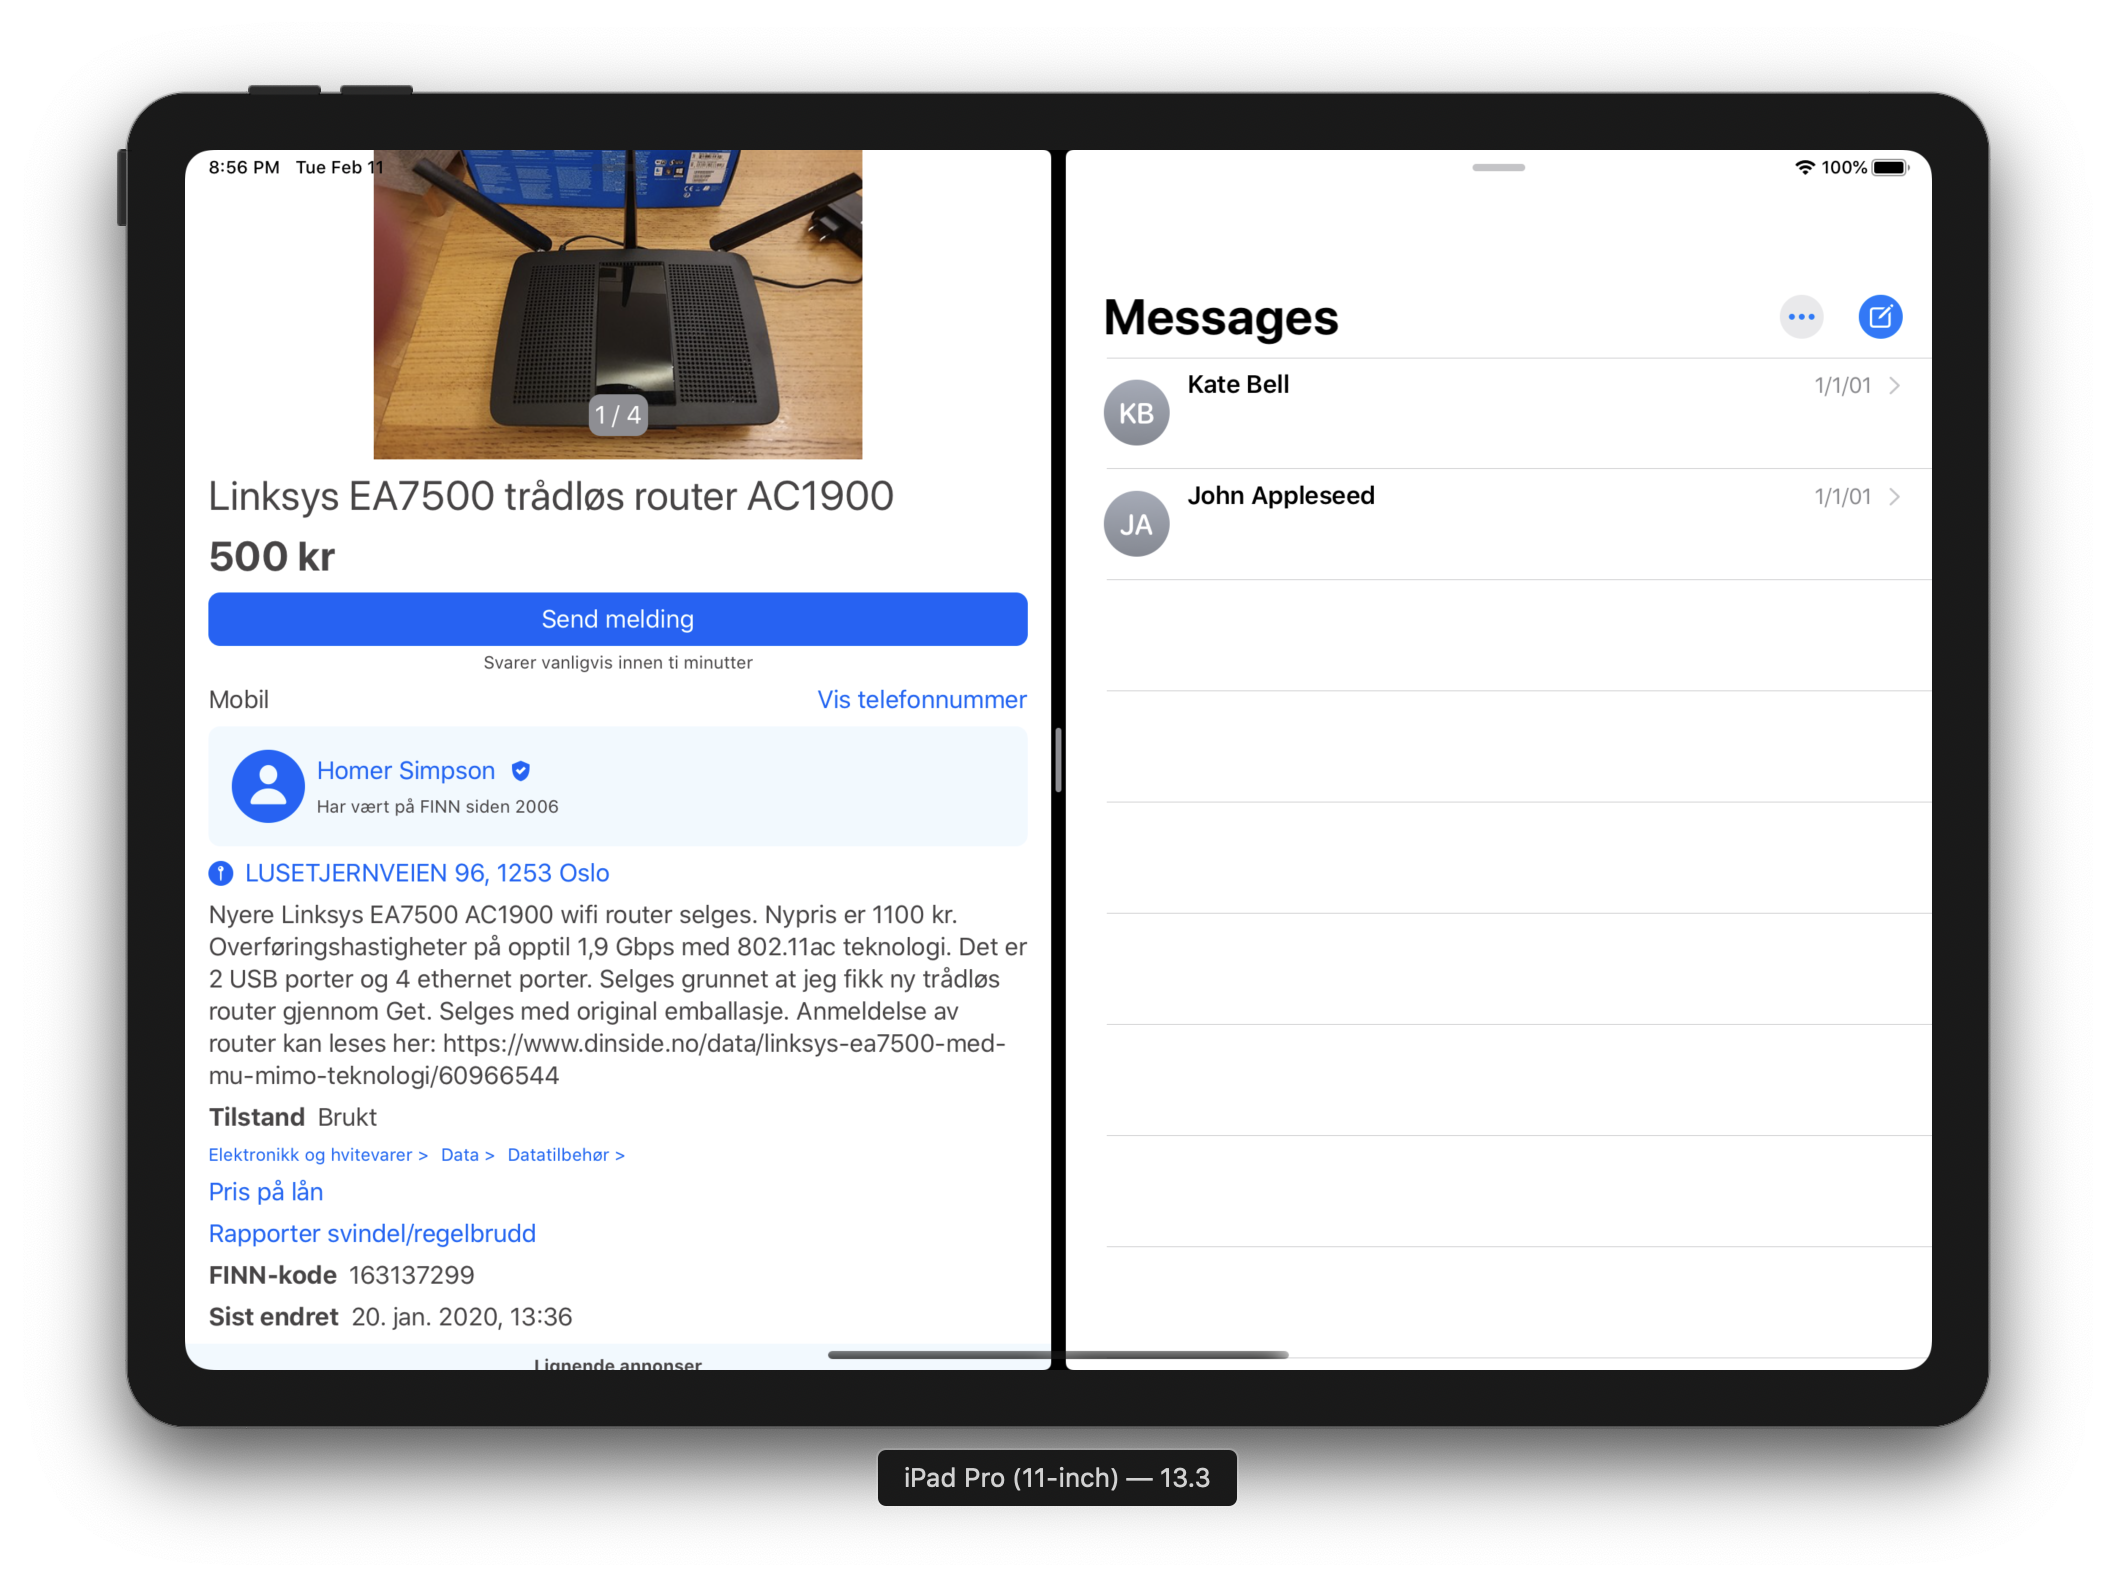 8:56 PM Tue Feb 11
1 / 4
Linksys EA7500 trådløs router AC1900
500 kr
Send melding
Svarer vanligvis innen ti minutter
Mobil
Vis telefonnummer
Homer Simpson
Har vært på FINN siden 2006
LUSETJERNVEIEN 96, 1253 Oslo
Nyere Linksys EA7500 AC1900 wifi router selges. Nypris er 1100 kr.
Overføringshastigheter på opptil 1,9 Gbps med 802.11ac teknologi. Det er
2 USB porter og 4 ethernet porter. Selges grunnet at jeg fikk ny trådløs
router gjennom Get. Selges med original emballasje. Anmeldelse av
router kan leses her: https://www.dinside.no/data/linksys-ea7500-med-
mu-mimo-teknologi/60966544
Tilstand Brukt
Elektronikk og hvitevarer > Data > Datatilbehør >
Pris på lån
Rapporter svindel/regelbrudd
FINN-kode 163137299
Sist endret 20. jan. 2020, 13:36
Lignende annonser
100%
Messages
KB
Kate Bell
1/1/01
JA
John Appleseed
1/1/01
iPad Pro (11-inch) — 13.3